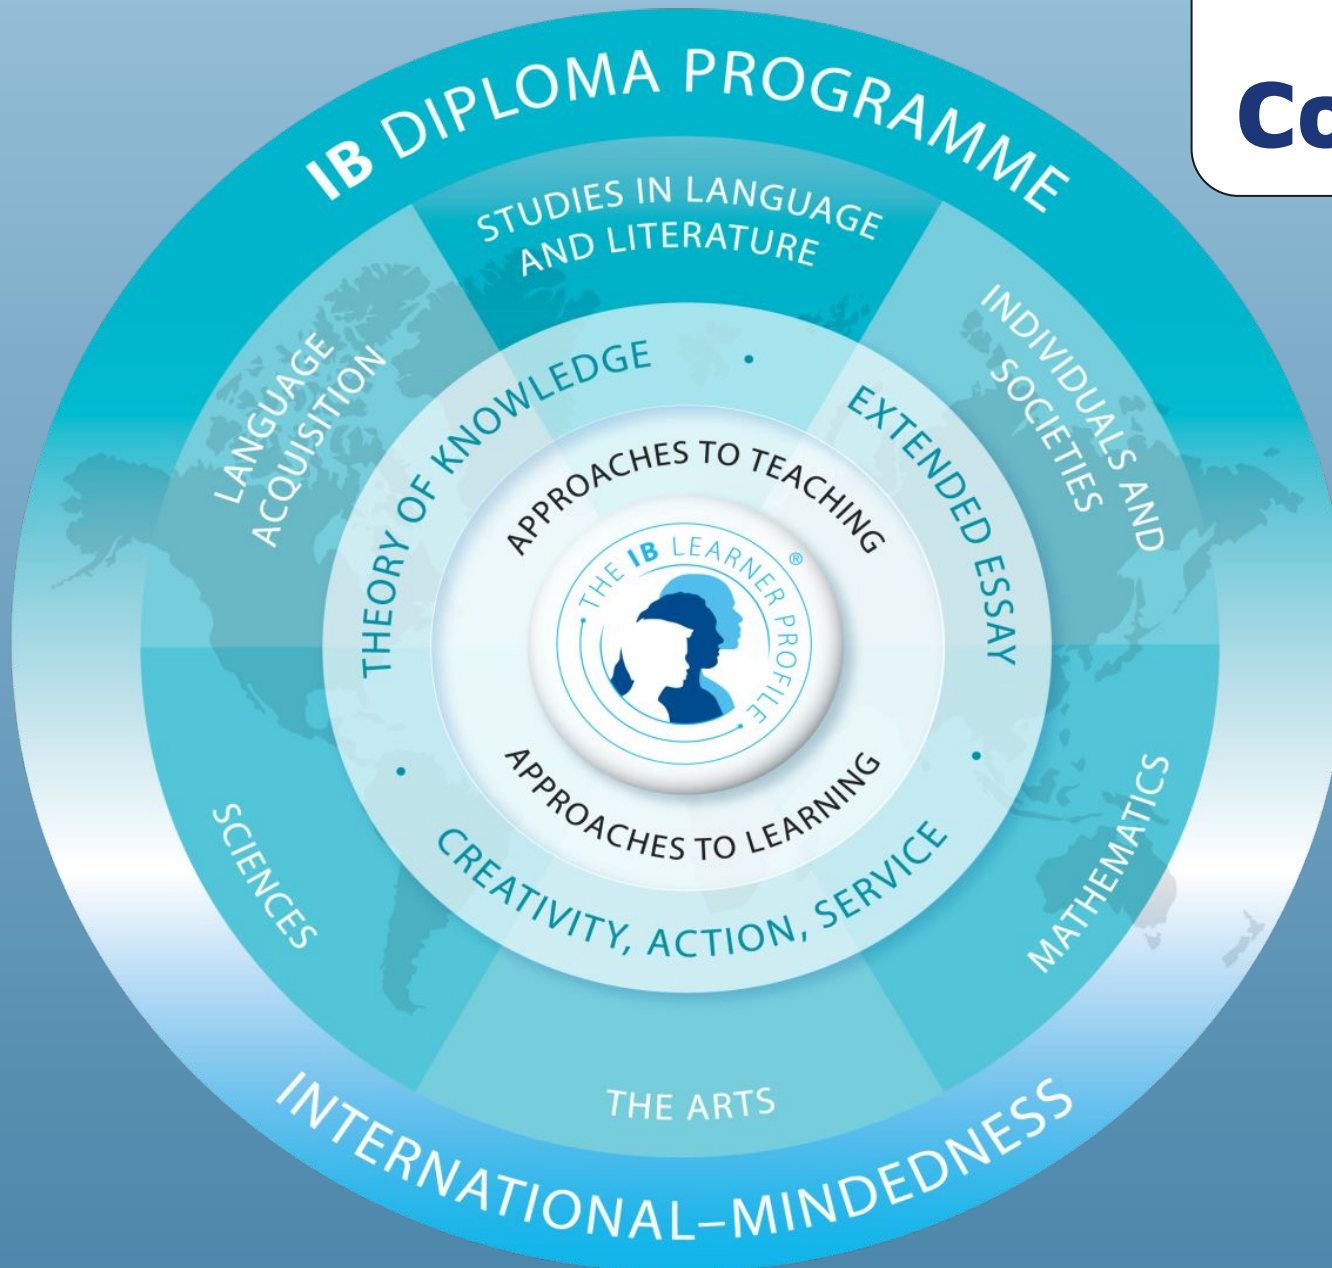 IB DIPLOMA PROGRAMME
STUDIES IN LANGUAGE
AND LITERATURE
LANGUAGE
ACQUISITION
INDIVIDUALS AND
SOCIETIES
THEORY OF KNOWLEDGE
·
EXTENDED ESSAY
·
CREATIVITY, ACTION, SERVICE
·
APPROACHES TO TEACHING
THE IB LEARNER PROFILE
®
APPROACHES TO LEARNING
SCIENCES
MATHEMATICS
THE ARTS
INTERNATIONAL–MINDEDNESS